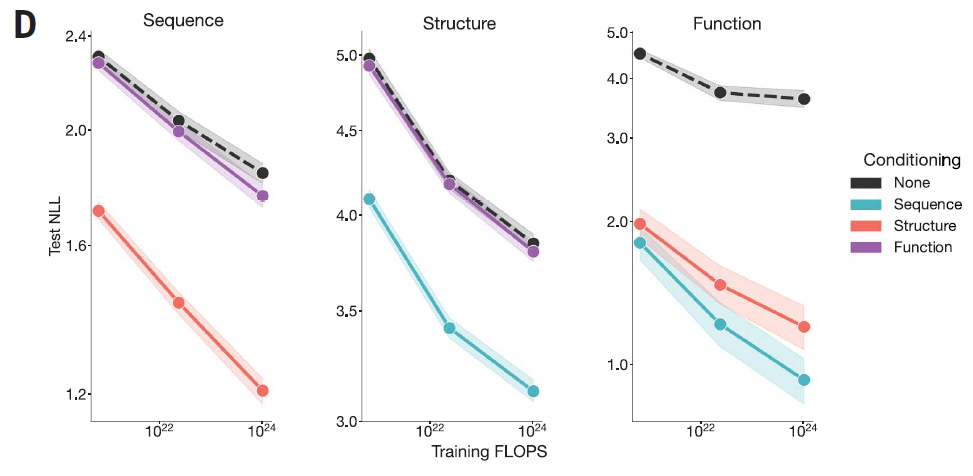 D
Sequence
Structure
Function
Test NLL
2.4
2.0
1.6
1.2
10^22
10^24
5.0
4.5
4.0
3.5
3.0
10^22
10^24
5.0
4.0
3.0
2.0
1.0
10^22
10^24
Training FLOPS
Conditioning
None
Sequence
Structure
Function